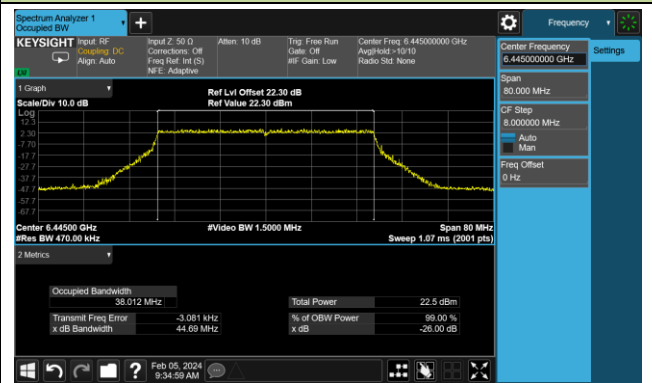 Spectrum Analyzer 1
Occupied BW
Frequency
KEYSIGHT Input: RF
Coupling: DC
Align: Auto
Input Z: 50 Ω
Corrections: Off
Freq Ref: Int (S)
NFE: Adaptive
Atten: 10 dB
Trig: Free Run
Gate: Off
#IF Gain: Low
Center Freq: 6.445000000 GHz
Avg|Hold:>10/10
Radio Std: None
Center Frequency
6.445000000 GHz
Settings
Span
80.000 MHz
CF Step
8.000000 MHz
Auto
Man
Freq Offset
0 Hz
1 Graph
Scale/Div 10.0 dB
Ref Lvl Offset 22.30 dB
Ref Value 22.30 dBm
Log
12.3
2.30
-7.70
-17.7
-27.7
-37.7
-47.7
-57.7
-67.7
Center 6.44500 GHz
#Video BW 1.5000 MHz
Span 80 MHz
#Res BW 470.00 kHz
Sweep 1.07 ms (2001 pts)
2 Metrics
Occupied Bandwidth
38.012 MHz
Total Power 22.5 dBm
Transmit Freq Error -3.081 kHz
% of OBW Power 99.00 %
x dB Bandwidth 44.69 MHz
x dB -26.00 dB
Feb 05, 2024
9:34:59 AM